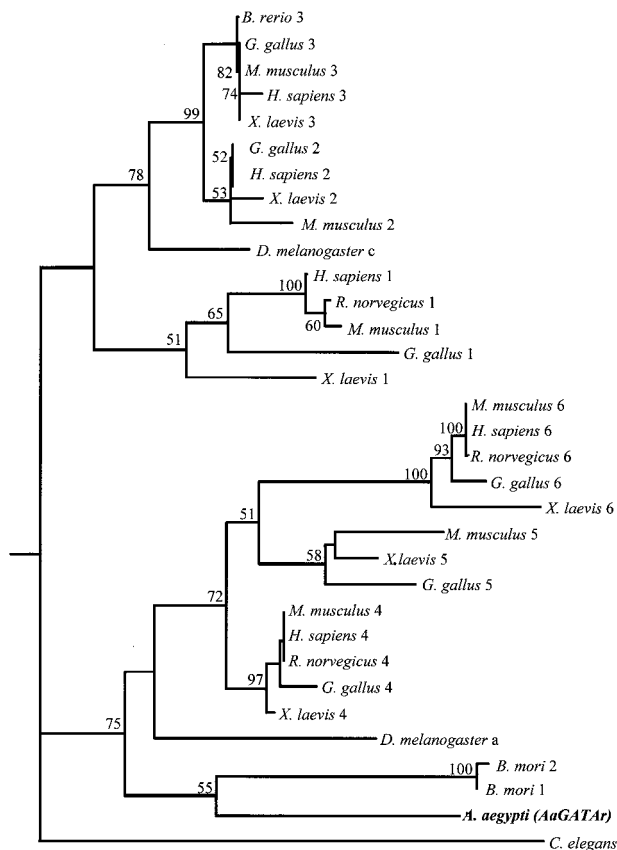 B. rerio 3
G. gallus 3
82
M. musculus 3
74
H. sapiens 3
99
X. laevis 3
G. gallus 2
52
H. sapiens 2
78
53
X. laevis 2
M. musculus 2
D. melanogaster c
H. sapiens 1
100
R. norvegicus 1
65
60
M. musculus 1
51
G. gallus 1
X. laevis 1
M. musculus 6
100
H. sapiens 6
93
R. norvegicus 6
100
G. gallus 6
X. laevis 6
51
M. musculus 5
58
X. laevis 5
G. gallus 5
72
M. musculus 4
H. sapiens 4
R. norvegicus 4
97
G. gallus 4
X. laevis 4
75
D. melanogaster a
100
B. mori 2
55
B. mori 1
A. aegypti (AaGATAr)
C. elegans